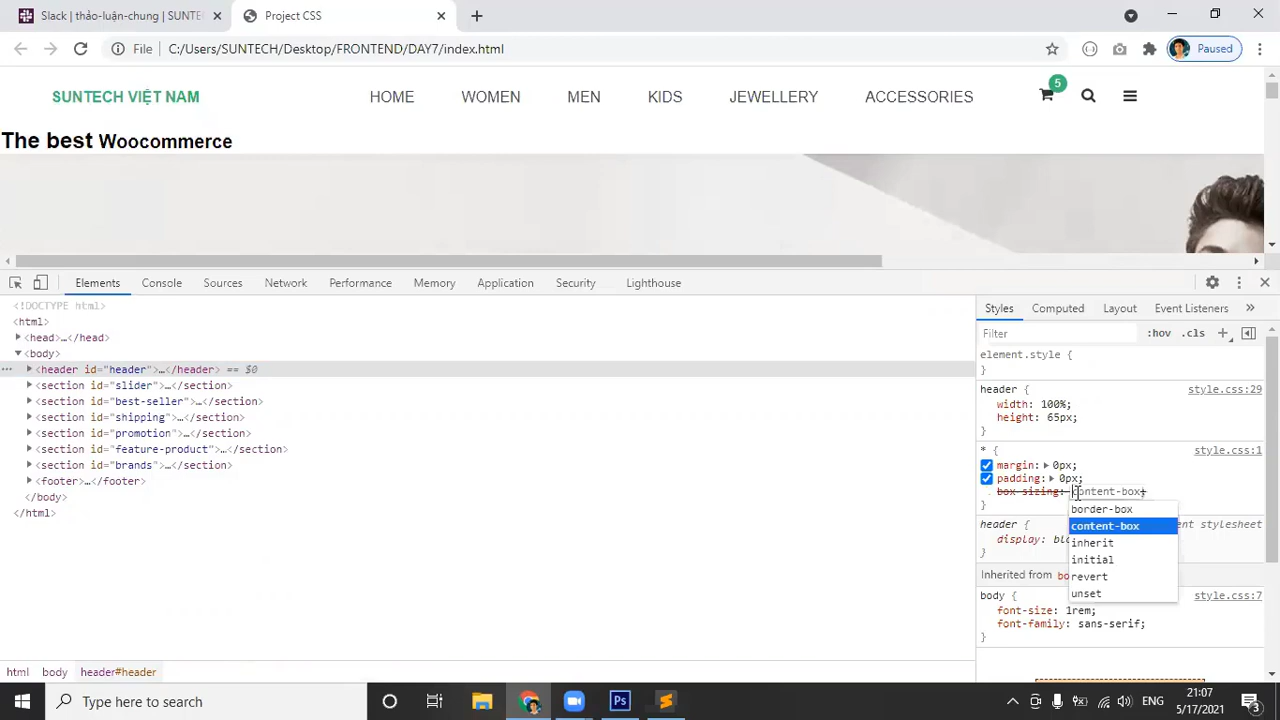 Slack | thảo-luận-chung | SUNTE
Project CSS
File
C:/Users/SUNTECH/Desktop/FRONTEND/DAY7/index.html
Paused
SUNTECH VIỆT NAM
HOME
WOMEN
MEN
KIDS
JEWELLERY
ACCESSORIES
5
The best Woocommerce
Elements
Console
Sources
Network
Performance
Memory
Application
Security
Lighthouse
<!DOCTYPE html>
<html>
<head>…</head>
<body>
<header id="header">…</header> == $0
<section id="slider">…</section>
<section id="best-seller">…</section>
<section id="shipping">…</section>
<section id="promotion">…</section>
<section id="feature-product">…</section>
<section id="brands">…</section>
<footer>…</footer>
</body>
</html>
html
body
header#header
Styles
Computed
Layout
Event Listeners
Filter
:hov
.cls
element.style {
}
header {
style.css:29
width: 100%;
height: 65px;
}
* {
style.css:1
margin: 0px;
padding: 0px;
box-sizing: content-box;
}
border-box
content-box
inherit
initial
revert
unset
header {
stylesheet
display:
}
Inherited from
body {
style.css:7
font-size: 1rem;
font-family: sans-serif;
}
Type here to search
ENG
21:07
5/17/2021
3